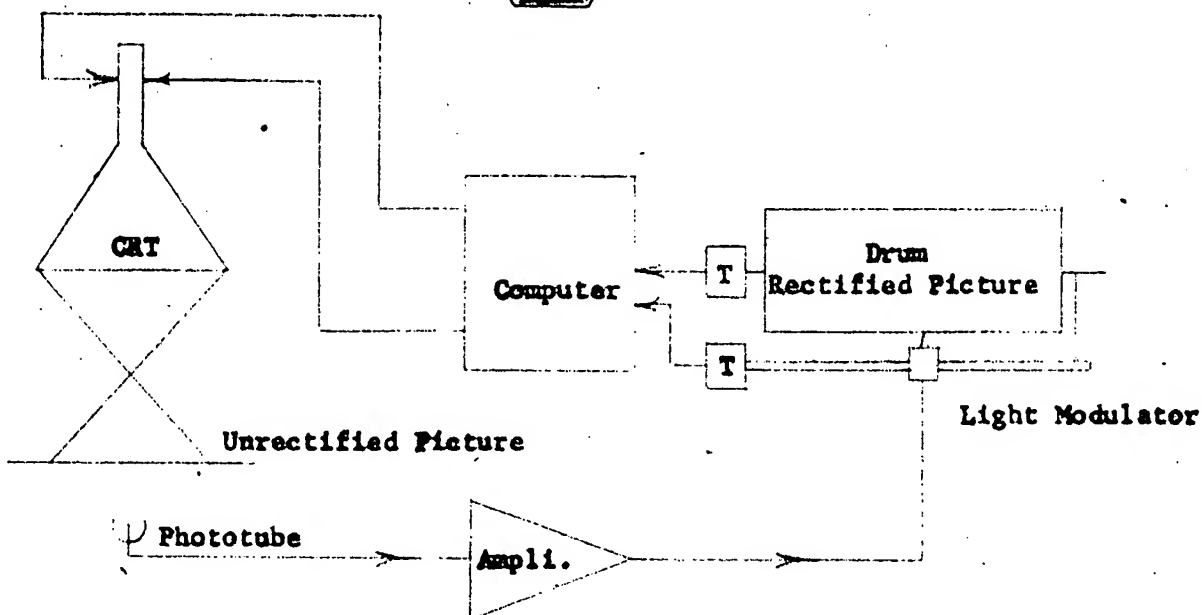 CRT
Computer
T
Drum
Rectified Picture
T
Light Modulator
Unrectified Picture
Phototube
Ampli.